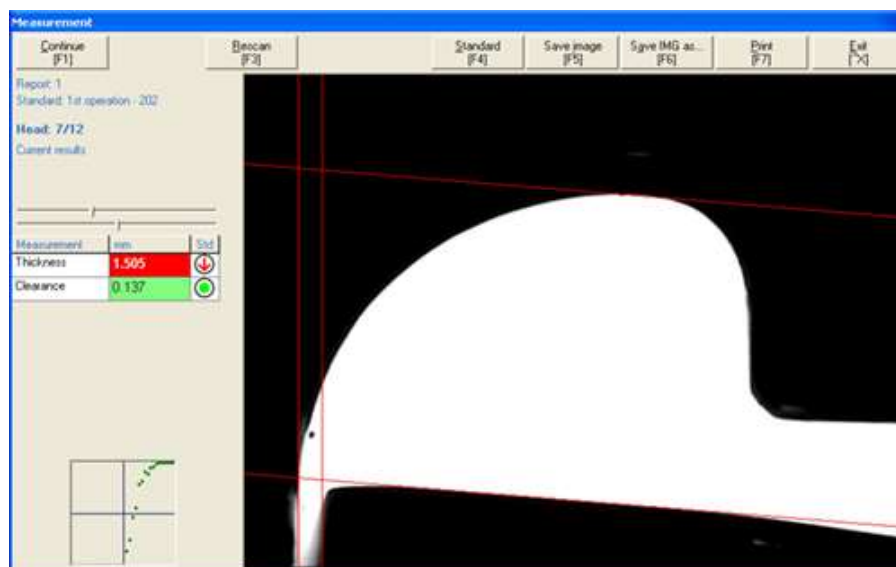 Measurement
Continue
[F1]
Rescan
[F3]
Standard
[F4]
Save image
[F5]
Save IMG as...
[F6]
Print
[F7]
Exit
[^X]
Report: 1
Standard: 1st operation - 202
Head: 7/12
Current results
Measurement mm Std
Thickness 1.505
Clearance 0.137